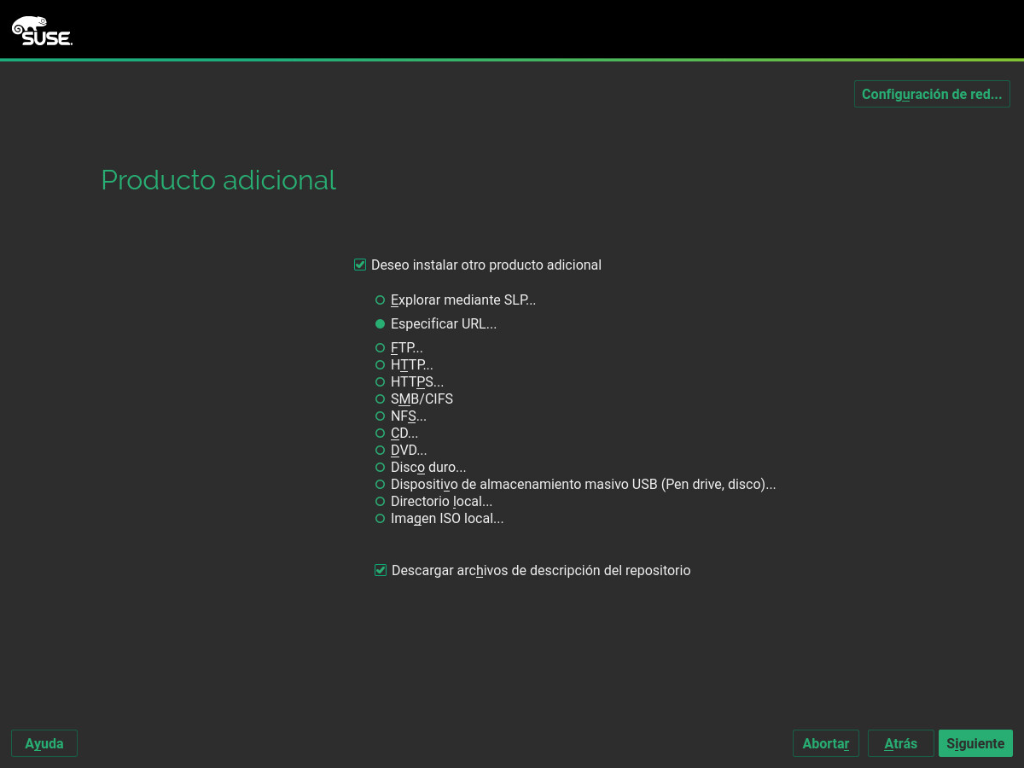 SUSE.
Configuración de red...
Producto adicional
Deseo instalar otro producto adicional
Explorar mediante SLP...
Especificar URL...
FTP...
HTTP...
HTTPS...
SMB/CIFS
NFS...
CD...
DVD...
Disco duro...
Dispositivo de almacenamiento masivo USB (Pen drive, disco)...
Directorio local...
Imagen ISO local...
Descargar archivos de descripción del repositorio
Ayuda Abortar Atrás Siguiente